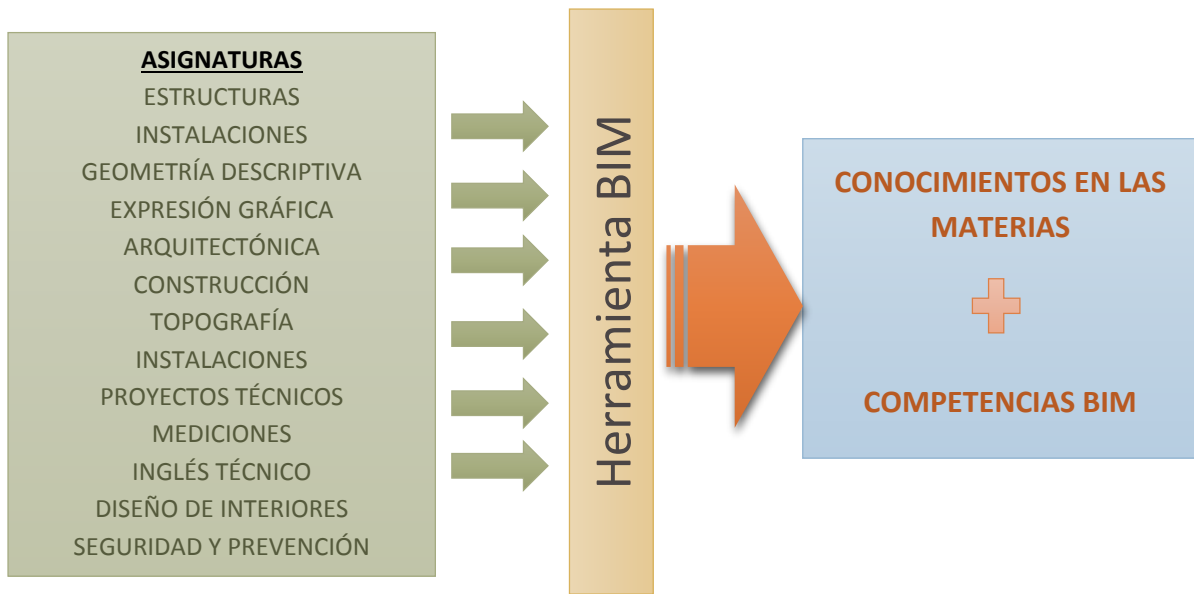 ASIGNATURAS
ESTRUCTURAS
INSTALACIONES
GEOMETRÍA DESCRIPTIVA
EXPRESIÓN GRÁFICA
ARQUITECTÓNICA
CONSTRUCCIÓN
TOPOGRAFÍA
INSTALACIONES
PROYECTOS TÉCNICOS
MEDICIONES
INGLÉS TÉCNICO
DISEÑO DE INTERIORES
SEGURIDAD Y PREVENCIÓN
Herramienta BIM
CONOCIMIENTOS EN LAS
MATERIAS
COMPETENCIAS BIM